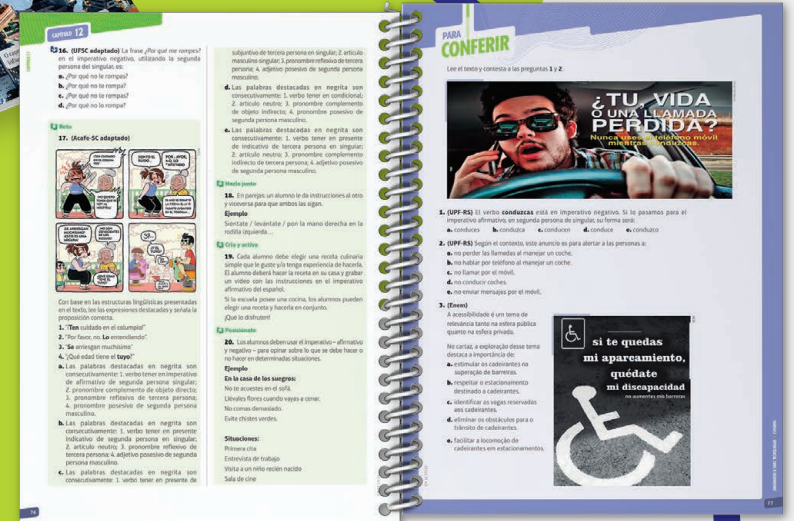 CAPÍTULO 12
16. (UFSC adaptado) La frase ¿Por qué me rompes?
en el imperativo negativo, utilizando la segunda
persona del singular, es:
a. ¿Por qué no le rompas?
b. ¿Por qué no te rompas?
c. ¿Por qué no te rompas?
d. ¿Por qué no lo rompa?
Reto
17. (Acafe-SC adaptado)
Con base en las estructuras lingüísticas presentadas
en el texto, lee las expresiones destacadas y señala la
proposición correcta.
1. "¡Ten cuidado en el columpio!"
2. "Por favor, no. Lo entendiendo".
3. "Se arriesgan muchísimo"
4. "¿Qué edad tiene el tuyo?"
a. Las palabras destacadas en negrita son
consecutivamente: 1. verbo tener en imperativo
de afirmativo de segunda persona singular;
2. pronombre complemento de objeto directo;
3. pronombre reflexivo de tercera persona;
4. pronombre posesivo de segunda persona
masculina.
b. Las palabras destacadas en negrita son
consecutivamente: 1. verbo tener en presente
indicativo de segunda persona en singular;
2. artículo neutro; 3. pronombre reflexivo de
tercera persona; 4. adjetivo posesivo de segunda
persona masculino.
c. Las palabras destacadas en negrita son
consecutivamente: 1. verbo tener en presente de
74
subjuntivo de tercera persona en singular; 2. artículo
masculino singular; 3. pronombre reflexivo de tercera
persona; 4. adjetivo posesivo de segunda persona
masculino.
d. Las palabras destacadas en negrita son
consecutivamente: 1. verbo tener en condicional;
2. artículo neutro; 3. pronombre complemento
de objeto indirecto; 4. pronombre posesivo de
segunda persona masculino.
e. Las palabras destacadas en negrita son
consecutivamente: 1. verbo tener en presente
de indicativo de tercera persona en singular;
2. artículo neutro; 3. pronombre complemento
indirecto de tercera persona; 4. adjetivo posesivo
de segunda persona masculino.
Hazlo junto
18. En parejas: un alumno le da instrucciones al otro
y viceversa para que ambos las sigan.
Ejemplo
Siéntate / levántate / pon la mano derecha en la
rodilla izquierda…
Cría y activa
19. Cada alumno debe elegir una receta culinaria
simple que le guste y/o tenga experiencia de hacerla.
El alumno deberá hacer la receta en su casa y grabar
un video con las instrucciones en el imperativo
afirmativo del español.
Si la escuela posee una cocina, los alumnos pueden
elegir una receta y hacerla en conjunto.
¡Que lo disfruten!
Posiciónate
20. Los alumnos deben usar el imperativo – afirmativo
y negativo – para opinar sobre lo que se debe hacer o
no hacer en determinadas situaciones.
Ejemplo
En la casa de los suegros:
No te acuestes en el sofá.
Llévales flores cuando vayas a cenar.
No comas demasiado.
Evite chistes verdes.
Situaciones:
Primera cita
Entrevista de trabajo
Visita a un niño recién nacido
Sala de cine
PARA
CONFERIR
Lee el texto y contesta a las preguntas 1 y 2.
¿TU, VIDA
O UNA LLAMADA
PERDIDA?
Nunca uses el teléfono móvil
mientras conduzcas.
1. (UPF-RS) El verbo conduzcas está en imperativo negativo. Si lo pasamos para el
imperativo afirmativo, en segunda persona de singular, su forma será:
a. conduces b. conduzca c. conducen d. conduce e. conduzco
2. (UPF-RS) Según el contexto, este anuncio es para alertar a las personas a:
a. no perder las llamadas al manejar un coche.
b. no hablar por teléfono al manejar un coche.
c. no llamar por el móvil.
d. no conducir coches.
e. no enviar mensajes por el móvil.
3. (Enem)
A acessibilidade é um tema de
relevância tanto na esfera pública
quanto na esfera privada.
No cartaz, a exploração desse tema
destaca a importância de:
a. estimular os cadeirantes na
superação de barreiras.
b. respeitar o estacionamento
destinado a cadeirantes.
c. identificar as vagas reservadas
aos cadeirantes.
d. eliminar os obstáculos para o
trânsito de cadeirantes.
e. facilitar a locomoção de
cadeirantes em estacionamentos.
si te quedas
mi aparcamiento,
quédate
mi discapacidad
no aumentes mis barreras
77